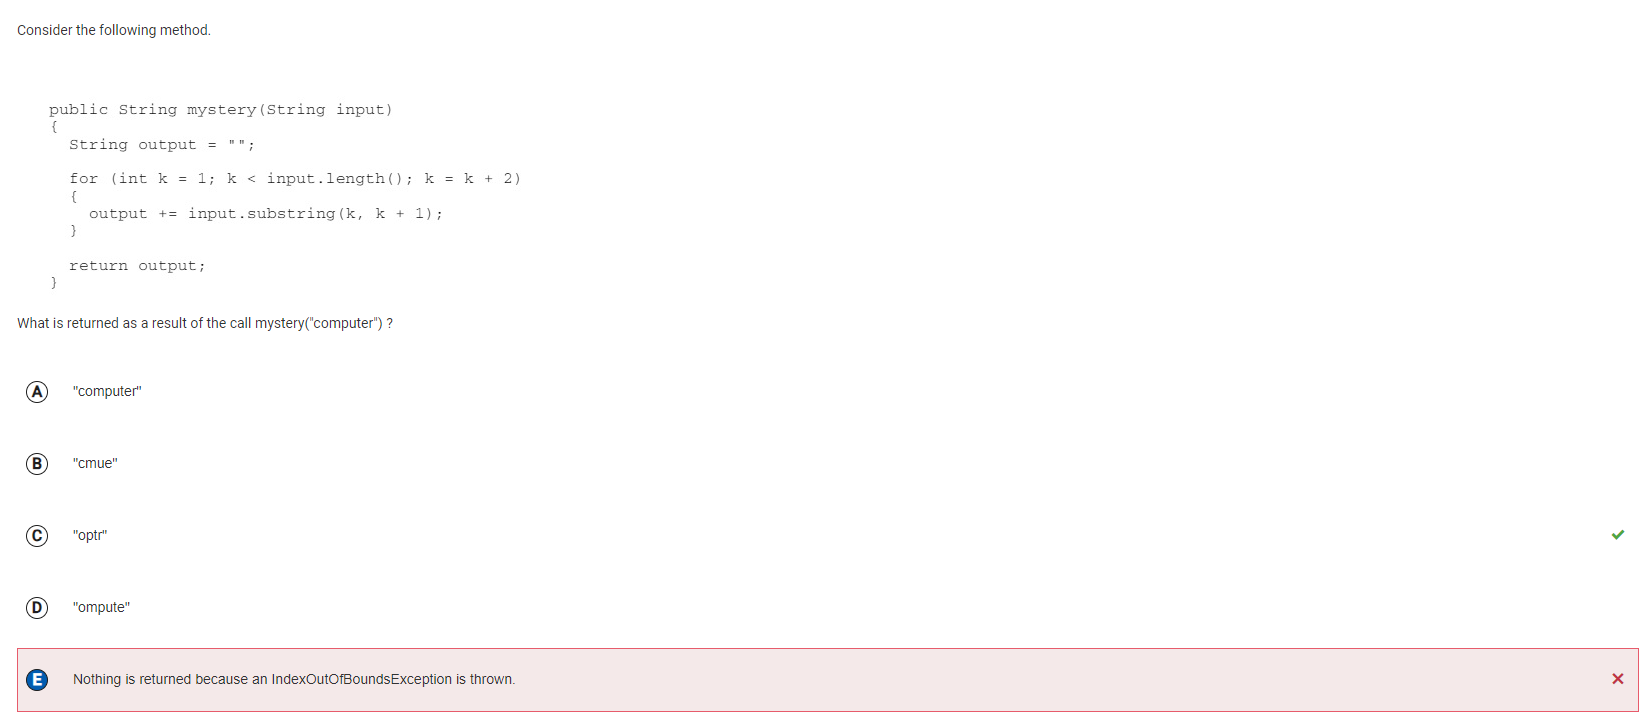 Consider the following method.
public String mystery(String input)
{
String output = "";
for (int k = 1; k < input.length(); k = k + 2)
{
output += input.substring(k, k + 1);
}
return output;
}
What is returned as a result of the call mystery("computer") ?
A "computer"
B "cmue"
C "optr"
D "ompute"
E Nothing is returned because an IndexOutOfBoundsException is thrown.